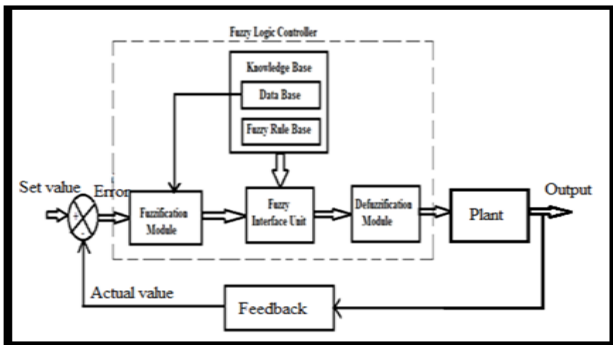 Fuzzy Logic Controller
Knowledge Base
Data Base
Fuzzy Rule Base
Set value
Error
+
-
Fuzzification
Module
Fuzzy
Interface Unit
Defuzzification
Module
Plant
Output
Actual value
Feedback